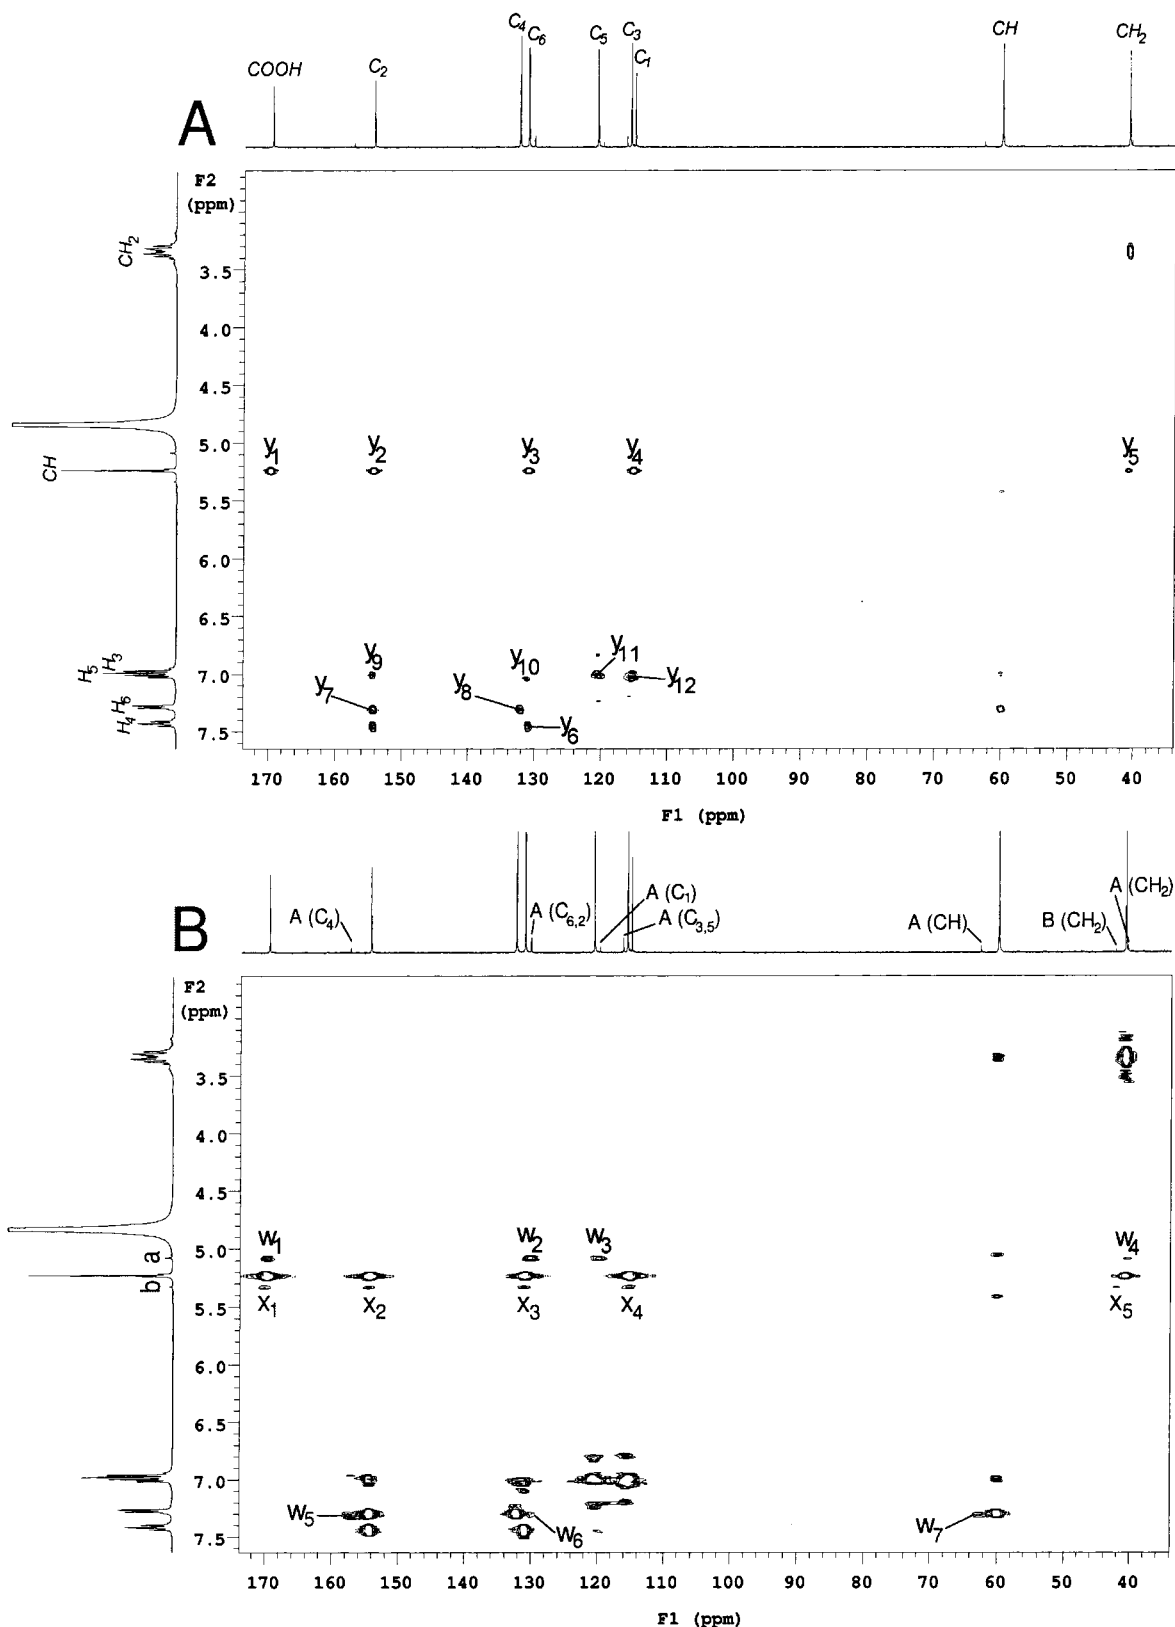 A
COOH
C2
C4
C6
C5
C3
C1
CH
CH2
F2
(ppm)
CH2
CH
H5 H3
H6
H4
3.5
4.0
4.5
5.0
5.5
6.0
6.5
7.0
7.5
y1
y2
y3
y4
y5
y9
y10
y11
y7
y8
y12
y6
170 160 150 140 130 120 110 100 90 80 70 60 50 40
F1 (ppm)
B
A (C4)
A (C6,2)
A (C1)
A (C3,5)
A (CH)
B (CH2)
A (CH2)
F2
(ppm)
a
b
3.5
4.0
4.5
5.0
5.5
6.0
6.5
7.0
7.5
W1
W2
W3
W4
X1
X2
X3
X4
X5
W5
W6
W7
170 160 150 140 130 120 110 100 90 80 70 60 50 40
F1 (ppm)